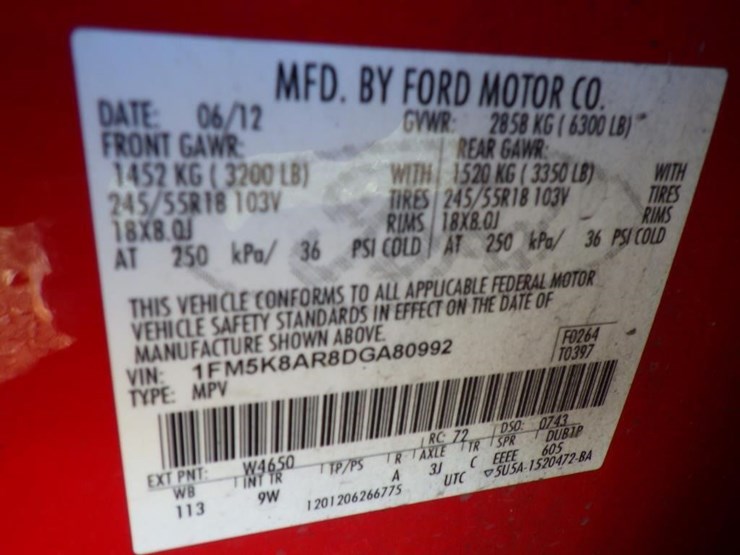 MFD. BY FORD MOTOR CO.
DATE: 06/12 GVWR: 2858 KG ( 6300 LB)
FRONT GAWR: REAR GAWR:
1452 KG ( 3200 LB) WITH 1520 KG ( 3350 LB) WITH
245/55R18 103V TIRES 245/55R18 103V TIRES
18X8.0J RIMS 18X8.0J RIMS
AT 250 kPa/ 36 PSI COLD AT 250 kPa/ 36 PSI COLD
THIS VEHICLE CONFORMS TO ALL APPLICABLE FEDERAL MOTOR
VEHICLE SAFETY STANDARDS IN EFFECT ON THE DATE OF
MANUFACTURE SHOWN ABOVE.
VIN: 1FM5K8AR8DGA80992 F0264
TYPE: MPV T0397
EXT PNT: W4650 RC: 72 DSO: 0743
WB INT TR TP/PS R AXLE TR SPR DUBTP
113 9W A 3J C EEEE 605
1201206266775 UTC ▽5U5A-1520472-BA